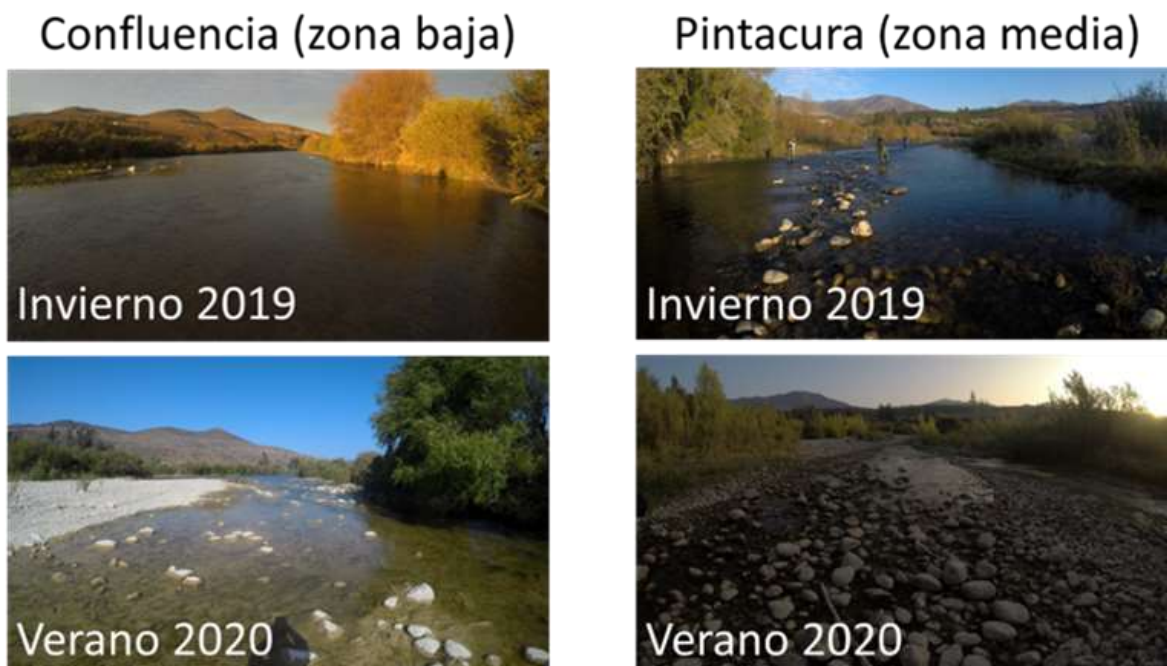 Confluencia (zona baja)
Pintacura (zona media)
Invierno 2019
Invierno 2019
Verano 2020
Verano 2020